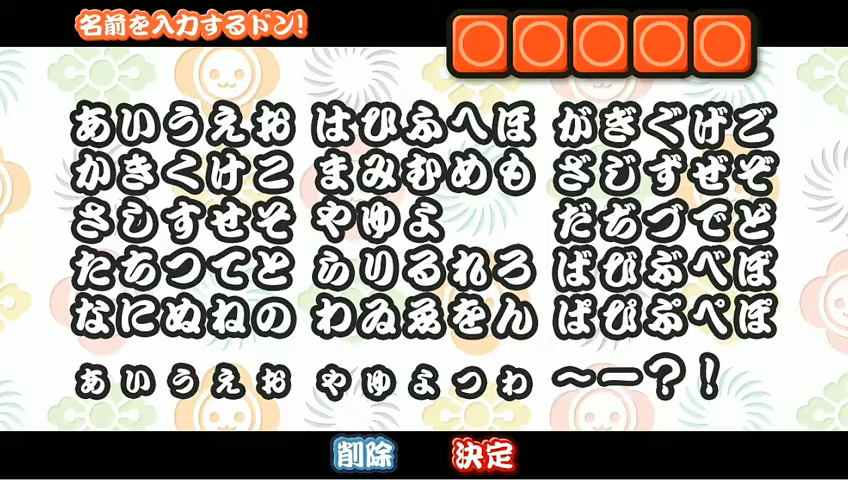 名前を入力するドン!
あいうえお はひふへほ がぎぐげご
かきくけこ まみむめも ざじずぜぞ
さしすせそ やゆよ だぢづでど
たちつてと らりるれろ ばびぶべぼ
なにぬねの わゐゑをん ぱぴぷぺぽ
ぁぃぅぇぉ ゃゅょっゎ ～ー?!
削除 決定